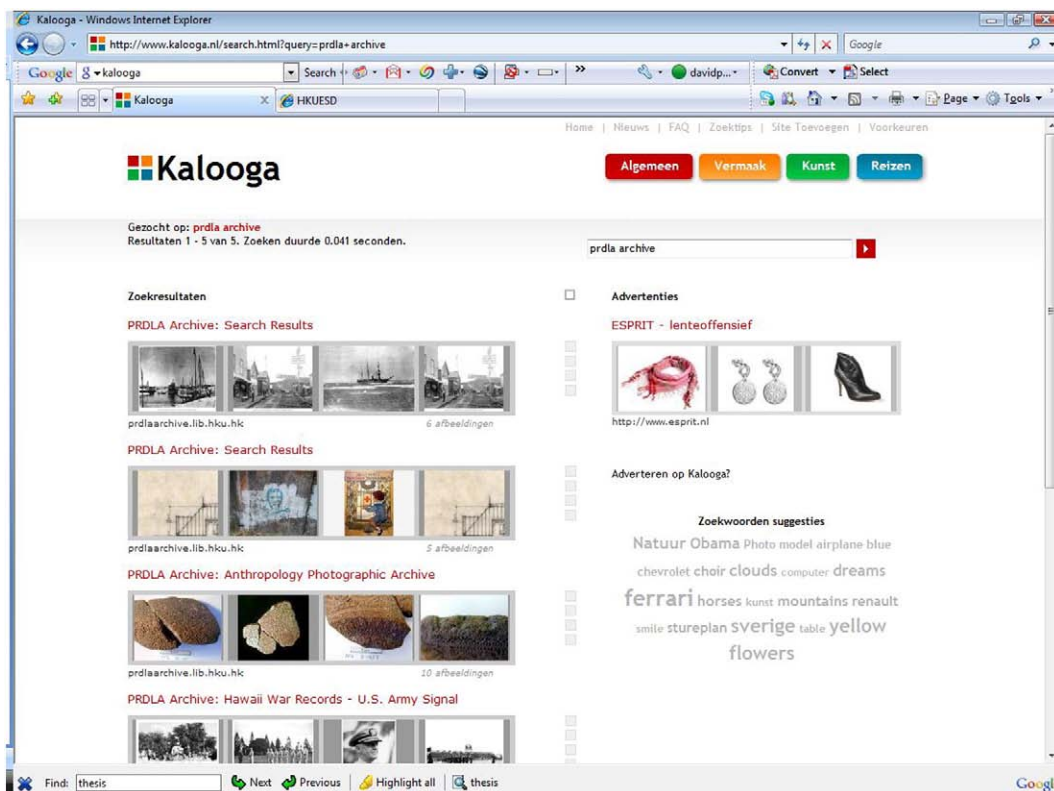 Kalooga - Windows Internet Explorer
http://www.kalooga.nl/search.html?query=prdla+archive
Google
Google kalooga Search davidp... Convert Select
Kalooga HKUESD Page Tools
Home | Nieuws | FAQ | Zoektips | Site Toevoegen | Voorkeuren
Kalooga
Algemeen Vermaak Kunst Reizen
Gezocht op: prdla archive
Resultaten 1 - 5 van 5. Zoeken duurde 0.041 seconden.
prdla archive
Zoekresultaten
PRDLA Archive: Search Results
prdlaarchive.lib.hku.hk 6 afbeeldingen
PRDLA Archive: Search Results
prdlaarchive.lib.hku.hk 5 afbeeldingen
PRDLA Archive: Anthropology Photographic Archive
prdlaarchive.lib.hku.hk 10 afbeeldingen
PRDLA Archive: Hawaii War Records - U.S. Army Signal
Advertenties
ESPRIT - lenteoffensief
http://www.esprit.nl
Adverteren op Kalooga?
Zoekwoorden suggesties
Natuur Obama Photo model airplane blue
chevrolet choir clouds computer dreams
ferrari horses kunst mountains renault
smile stureplan sverige table yellow
flowers
Find: thesis Next Previous Highlight all thesis
Googl